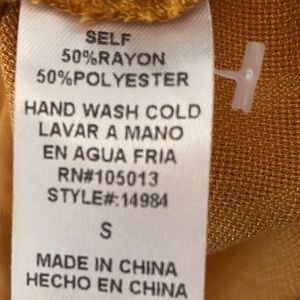 SELF
50%RAYON
50%POLYESTER
HAND WASH COLD
LAVAR A MANO
EN AGUA FRIA
RN#105013
STYLE#:14984
S
MADE IN CHINA
HECHO EN CHINA